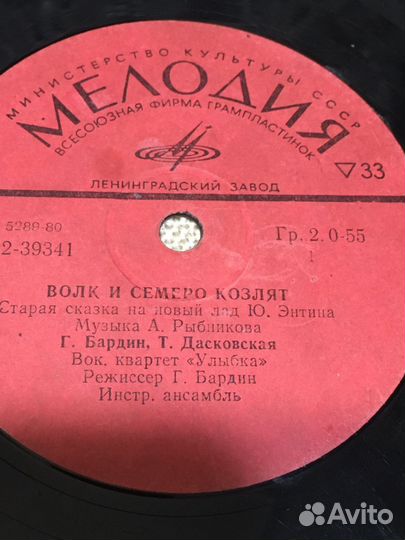 МИНИСТЕРСТВО КУЛЬТУРЫ СССР
МЕЛОДИЯ
ВСЕСОЮЗНАЯ ФИРМА ГРАМПЛАСТИНОК
▽33
ЛЕНИНГРАДСКИЙ ЗАВОД
5289-80
2-39341
Гр. 2. 0-55
1
ВОЛК И СЕМЕРО КОЗЛЯТ
Старая сказка на новый лад Ю. Энтина
Музыка А. Рыбникова
Г. Бардин, Т. Дасковская
Вок. квартет «Улыбка»
Режиссер Г. Бардин
Инстр. ансамбль
Avito